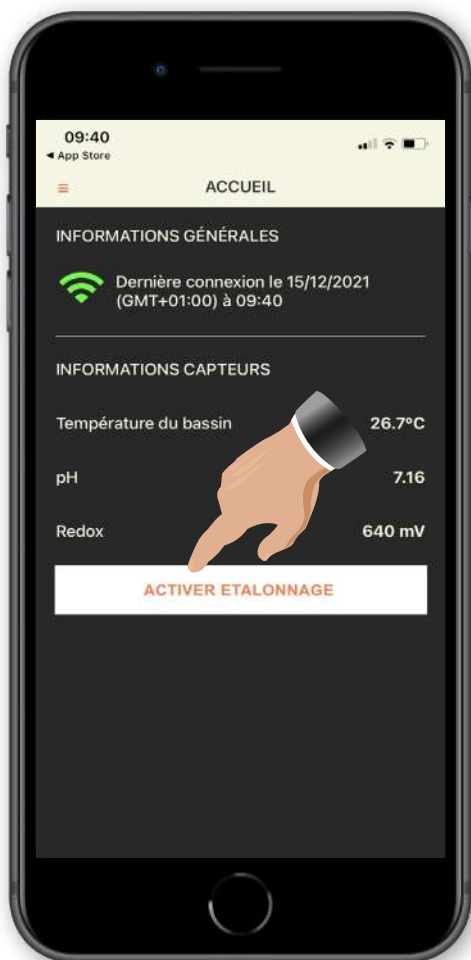 09:40
◀ App Store
ACCUEIL
INFORMATIONS GÉNÉRALES
Dernière connexion le 15/12/2021
(GMT+01:00) à 09:40
INFORMATIONS CAPTEURS
Température du bassin 26.7°C
pH 7.16
Redox 640 mV
ACTIVER ETALONNAGE